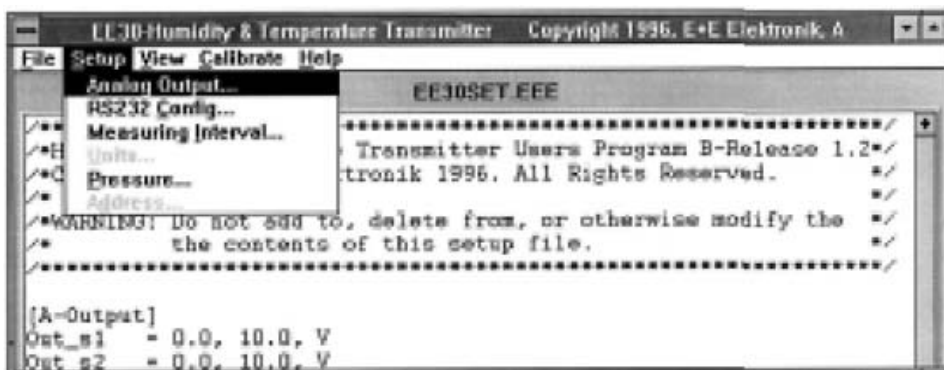 EE30-Humidity & Temperature Transmitter Copyright 1996, E+E Elektronik, A
File Setup View Calibrate Help
Analog Output...
RS232 Config...
Measuring Interval...
Units...
Pressure...
Address...
EE30SET.EEE
/*********************************************/
/*H Transmitter Users Program B-Release 1.2*/
/*C tronik 1996. All Rights Reserved. */
/* */
/*WARNING: Do not add to, delete from, or otherwise modify the */
/* the contents of this setup file. */
/*********************************************/
[A-Output]
Out_s1 = 0.0, 10.0, V
Out_s2 = 0.0, 10.0, V